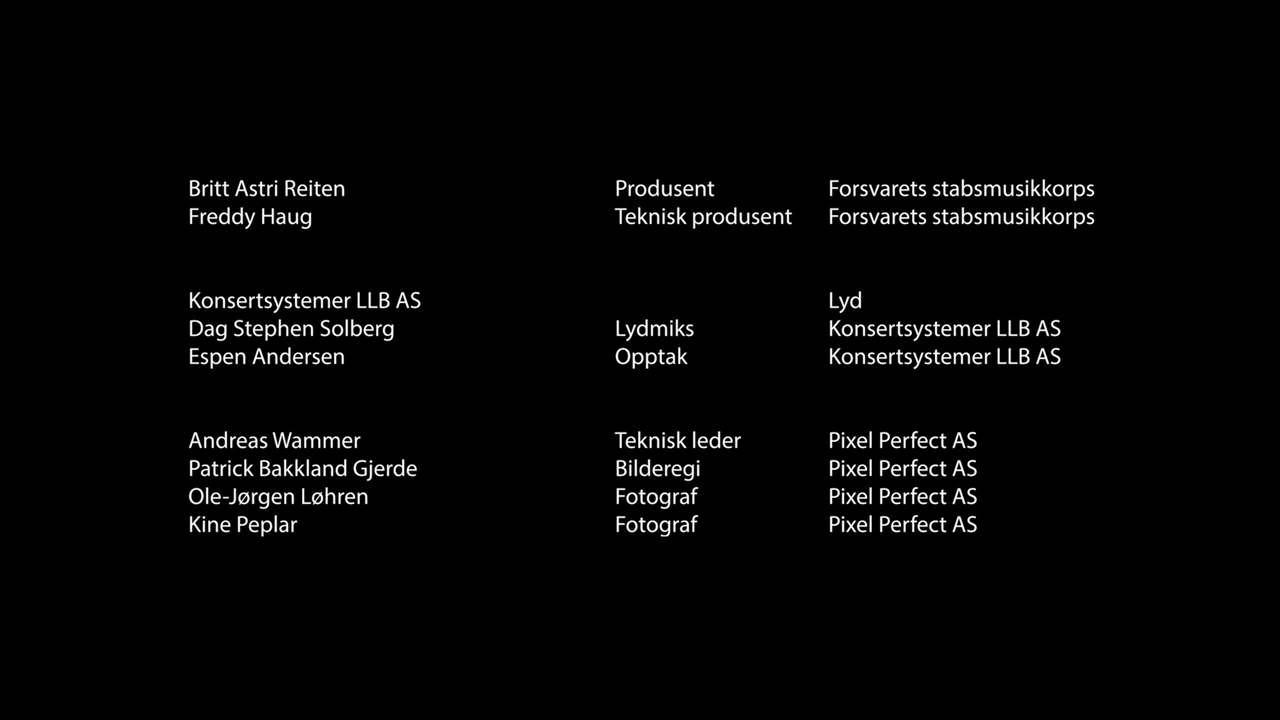 Britt Astri Reiten Produsent Forsvarets stabsmusikkorps
Freddy Haug Teknisk produsent Forsvarets stabsmusikkorps
Konsertsystemer LLB AS Lyd
Dag Stephen Solberg Lydmiks Konsertsystemer LLB AS
Espen Andersen Opptak Konsertsystemer LLB AS
Andreas Wammer Teknisk leder Pixel Perfect AS
Patrick Bakkland Gjerde Bilderegi Pixel Perfect AS
Ole-Jørgen Løhren Fotograf Pixel Perfect AS
Kine Peplar Fotograf Pixel Perfect AS